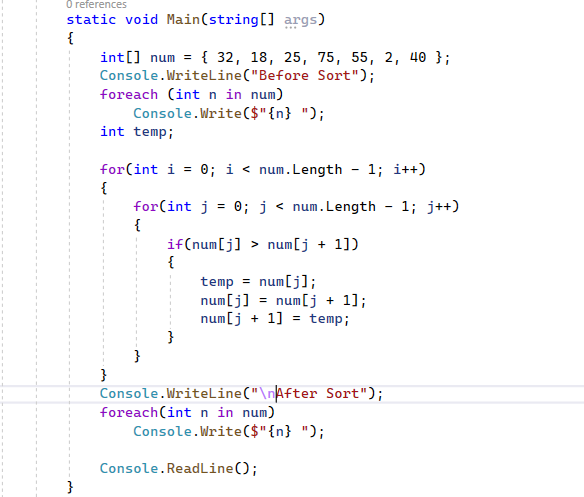 0 references
static void Main(string[] args)
{
int[] num = { 32, 18, 25, 75, 55, 2, 40 };
Console.WriteLine("Before Sort");
foreach (int n in num)
Console.Write($"{n} ");
int temp;
for(int i = 0; i < num.Length - 1; i++)
{
for(int j = 0; j < num.Length - 1; j++)
{
if(num[j] > num[j + 1])
{
temp = num[j];
num[j] = num[j + 1];
num[j + 1] = temp;
}
}
}
Console.WriteLine("\nAfter Sort");
foreach(int n in num)
Console.Write($"{n} ");
Console.ReadLine();
}